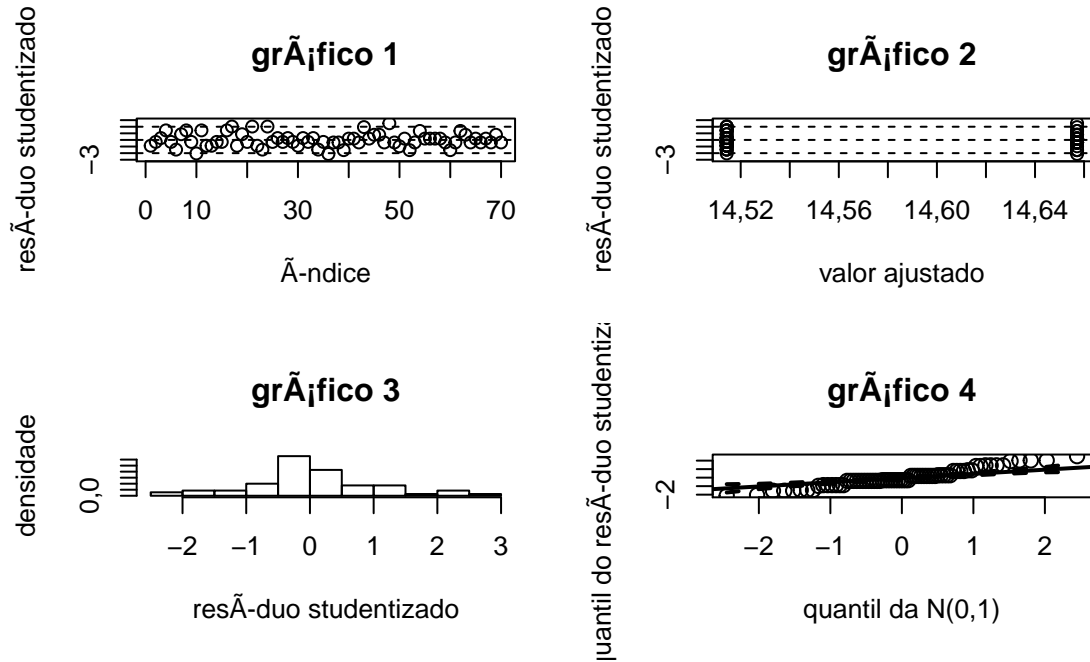 grÃ¡fico 1
resÃ-duo studentizado
−3
0 10 30 50 70
Ã-ndice
grÃ¡fico 2
resÃ-duo studentizado
−3
14,52 14,56 14,60 14,64
valor ajustado
grÃ¡fico 3
densidade
0,0
−2 −1 0 1 2 3
resÃ-duo studentizado
grÃ¡fico 4
quantil do resÃ-duo studentiza
−2
−2 −1 0 1 2
quantil da N(0,1)